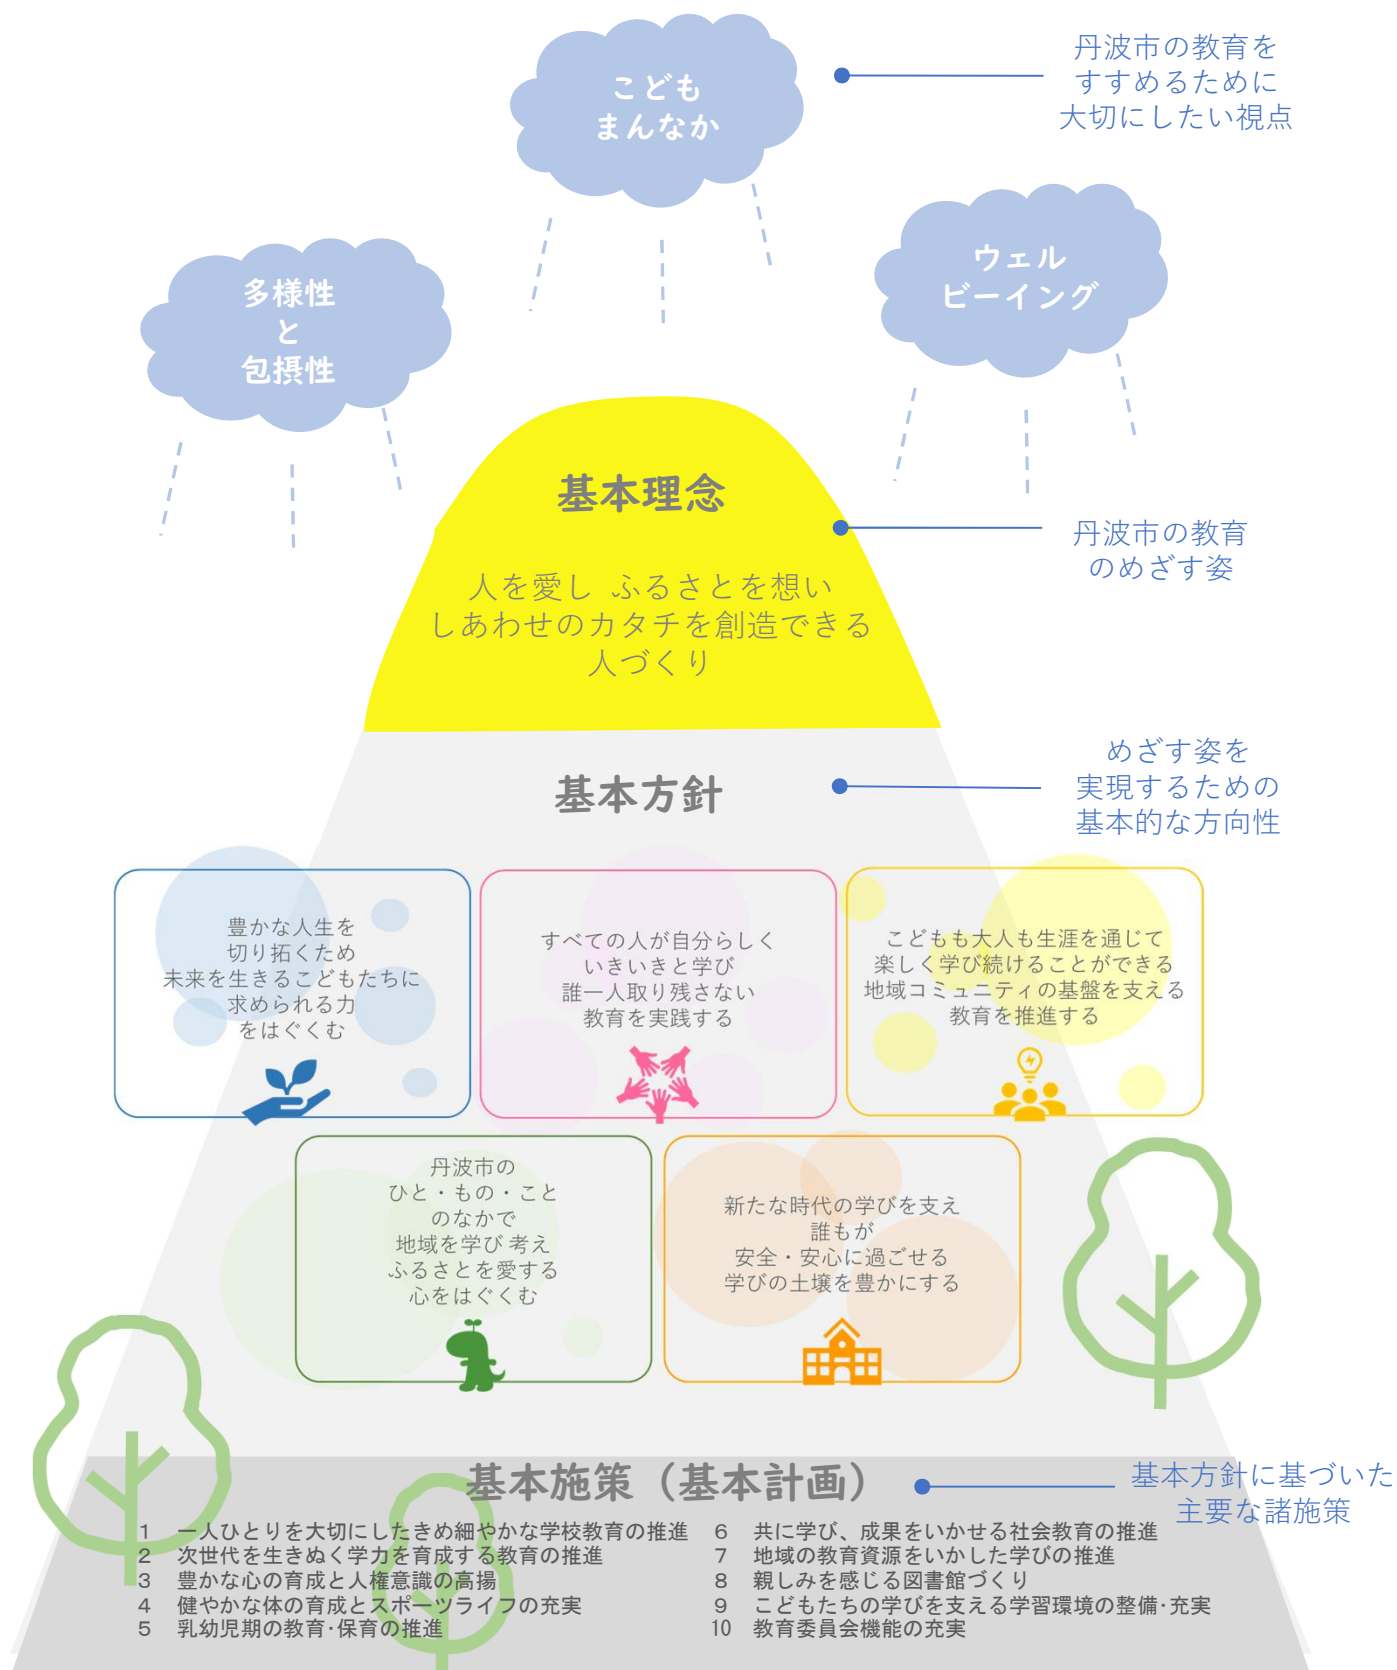 こども
まんなか
丹波市の教育を
すすめるために
大切にしたい視点
ウェル
ビーイング
多様性
と
包摂性
基本理念
人を愛し ふるさとを想い
しあわせのカタチを創造できる
人づくり
丹波市の教育
のめざす姿
基本方針
めざす姿を
実現するための
基本的な方向性
豊かな人生を
切り拓くため
未来を生きるこどもたちに
求められる力
をはぐくむ
すべての人が自分らしく
いきいきと学び
誰一人取り残さない
教育を実践する
こどもも大人も生涯を通じて
楽しく学び続けることができる
地域コミュニティの基盤を支える
教育を推進する
丹波市の
ひと・もの・こと
のなかで
地域を学び 考え
ふるさとを愛する
心をはぐくむ
新たな時代の学びを支え
誰もが
安全・安心に過ごせる
学びの土壌を豊かにする
基本施策（基本計画）
基本方針に基づいた
主要な諸施策
1 一人ひとりを大切にしたきめ細やかな学校教育の推進
2 次世代を生きぬく学力を育成する教育の推進
3 豊かな心の育成と人権意識の高揚
4 健やかな体の育成とスポーツライフの充実
5 乳幼児期の教育･保育の推進
6 共に学び、成果をいかせる社会教育の推進
7 地域の教育資源をいかした学びの推進
8 親しみを感じる図書館づくり
9 こどもたちの学びを支える学習環境の整備･充実
10 教育委員会機能の充実